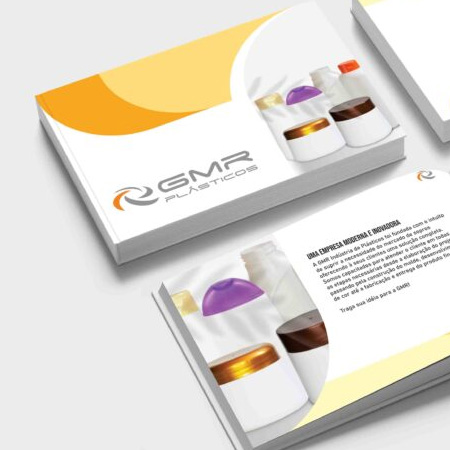 GMR
PLÁSTICOS
UMA EMPRESA MODERNA E INOVADORA
A GMR Indústria de Plásticos foi fundada com o intuito
de suprir a necessidade do mercado de sopros
oferecendo à seus clientes uma solução completa.
Somos capacitados para atender o cliente em todas
as etapas necessárias desde a elaboração do
passando pela construção do molde, desenvolvimento
de cor até a fabricação e entrega do produto
Traga sua idéia para a GMR!